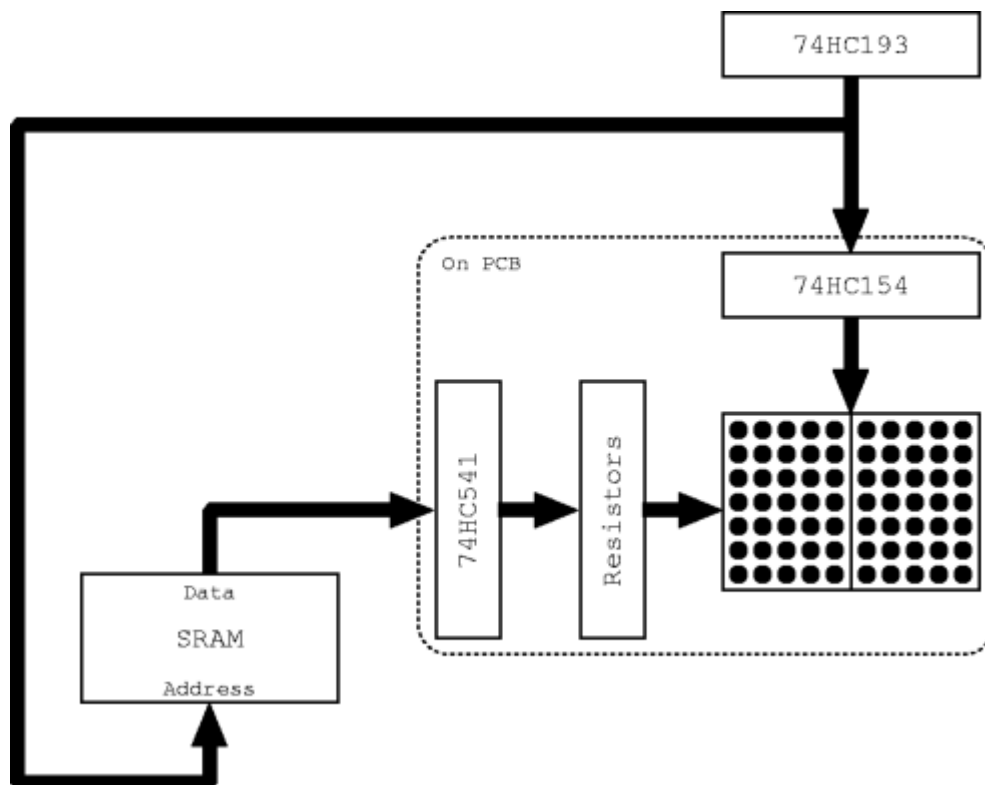 74HC193
On PCB
74HC154
74HC541
Resistors
Data
SRAM
Address